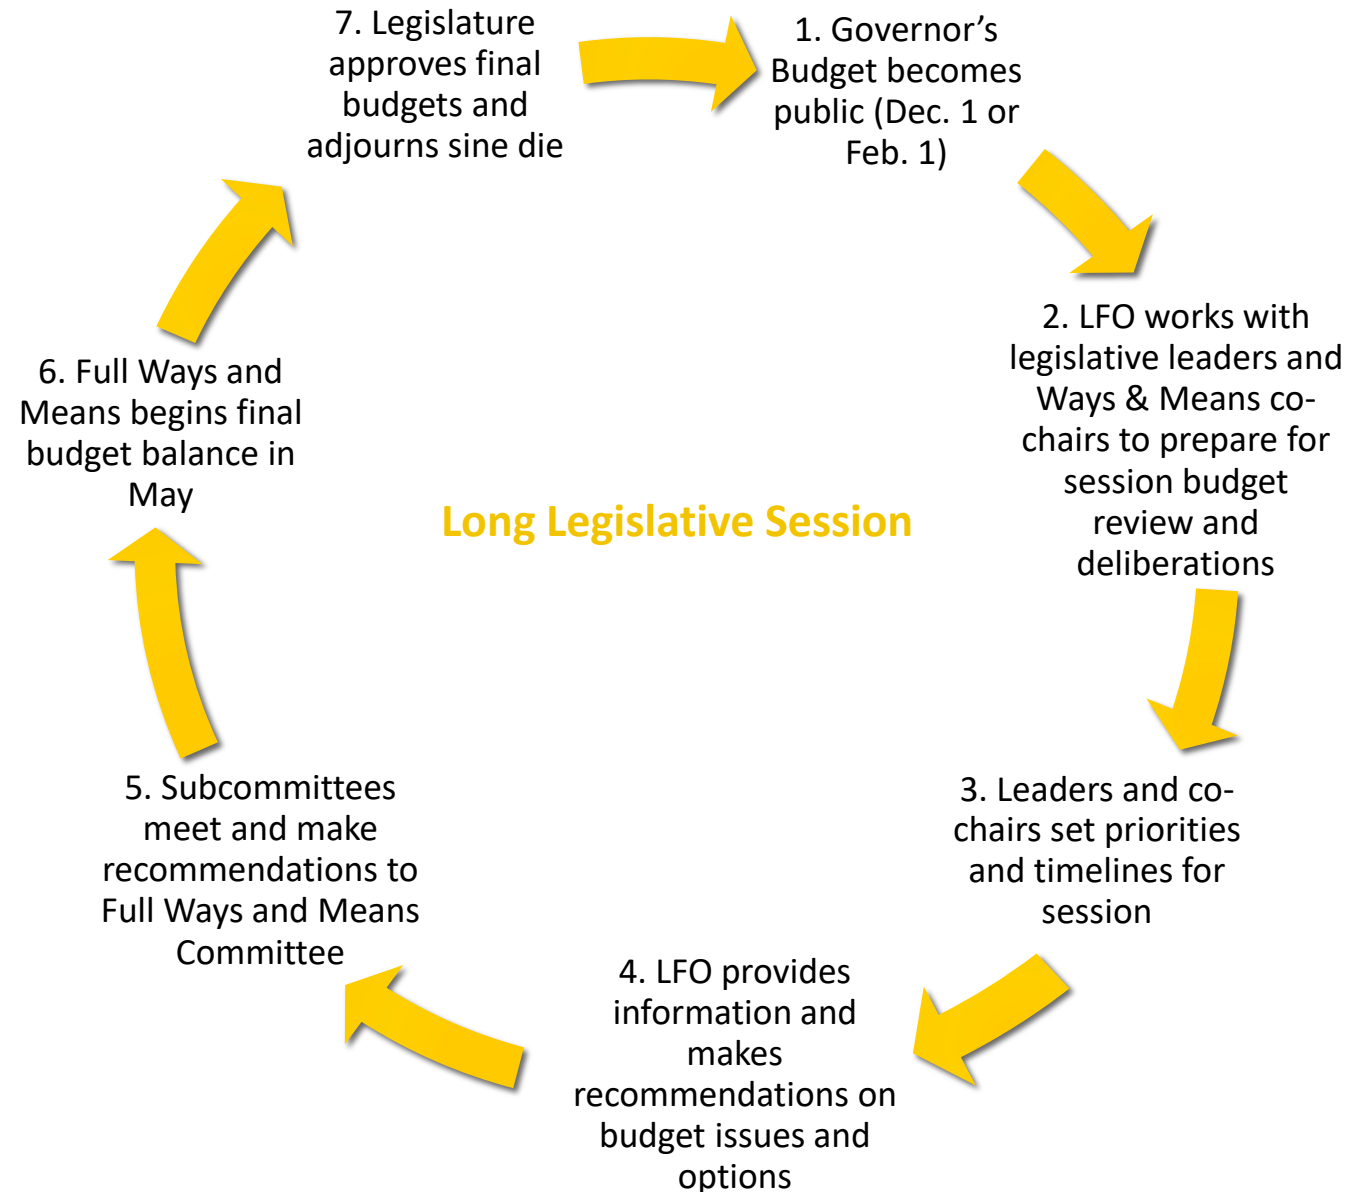 1. Governor’s
Budget becomes
public (Dec. 1 or
Feb. 1)
2. LFO works with
legislative leaders and
Ways & Means co-
chairs to prepare for
session budget
review and
deliberations
3. Leaders and co-
chairs set priorities
and timelines for
session
4. LFO provides
information and
makes
recommendations on
budget issues and
options
5. Subcommittees
meet and make
recommendations to
Full Ways and Means
Committee
6. Full Ways and
Means begins final
budget balance in
May
7. Legislature
approves final
budgets and
adjourns sine die
Long Legislative Session